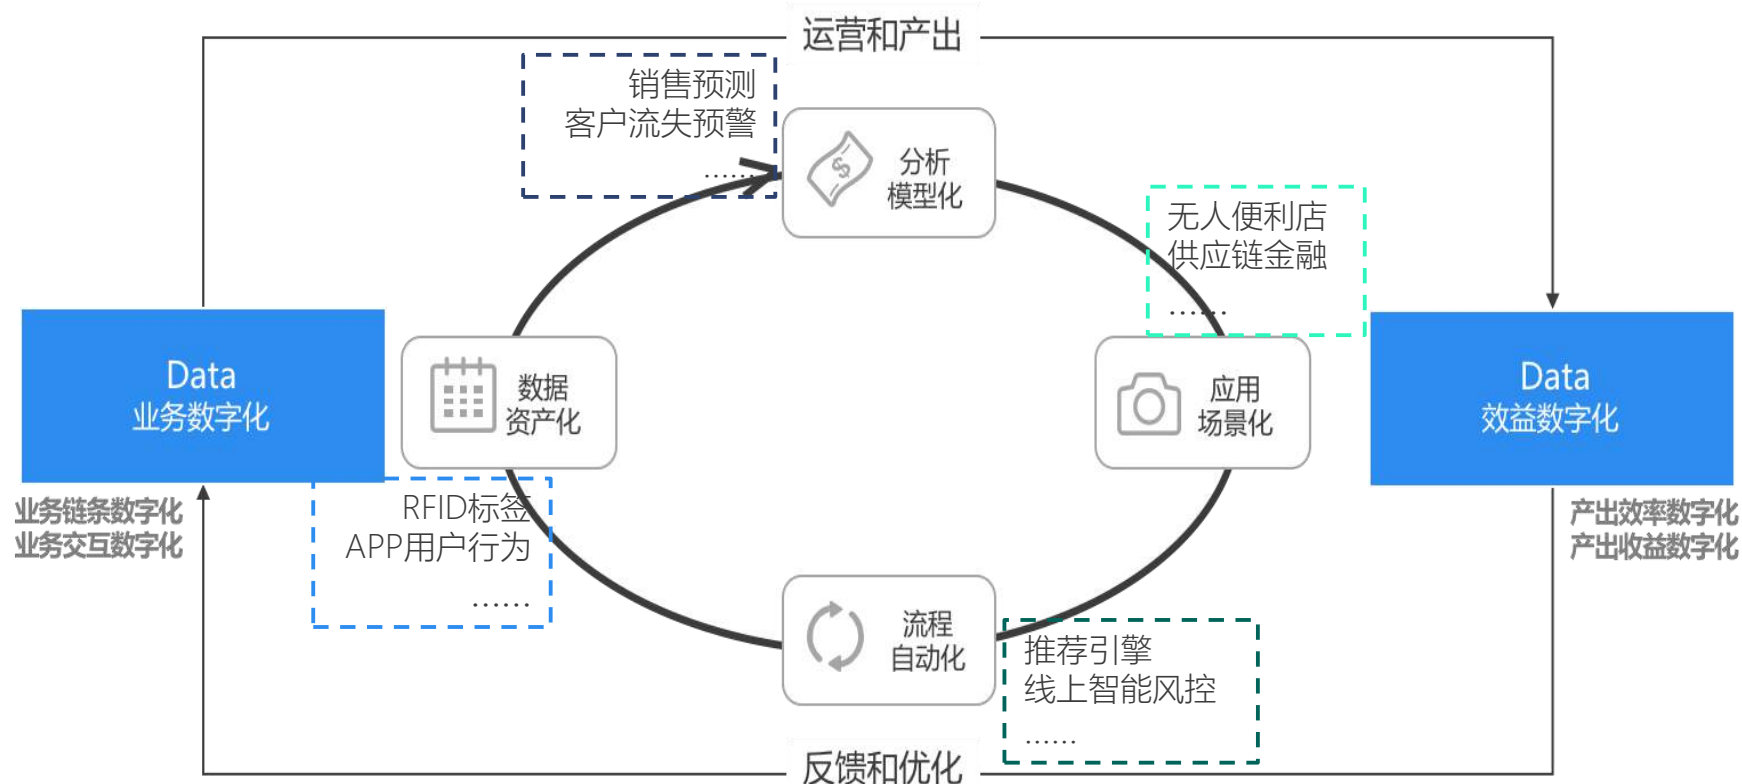 运营和产出
销售预测
客户流失预警
……
分析
模型化
$
无人便利店
供应链金融
……
Data
业务数字化
数据
资产化
应用
场景化
Data
效益数字化
业务链条数字化
业务交互数字化
RFID标签
APP用户行为
……
产出效率数字化
产出收益数字化
流程
自动化
推荐引擎
线上智能风控
……
反馈和优化